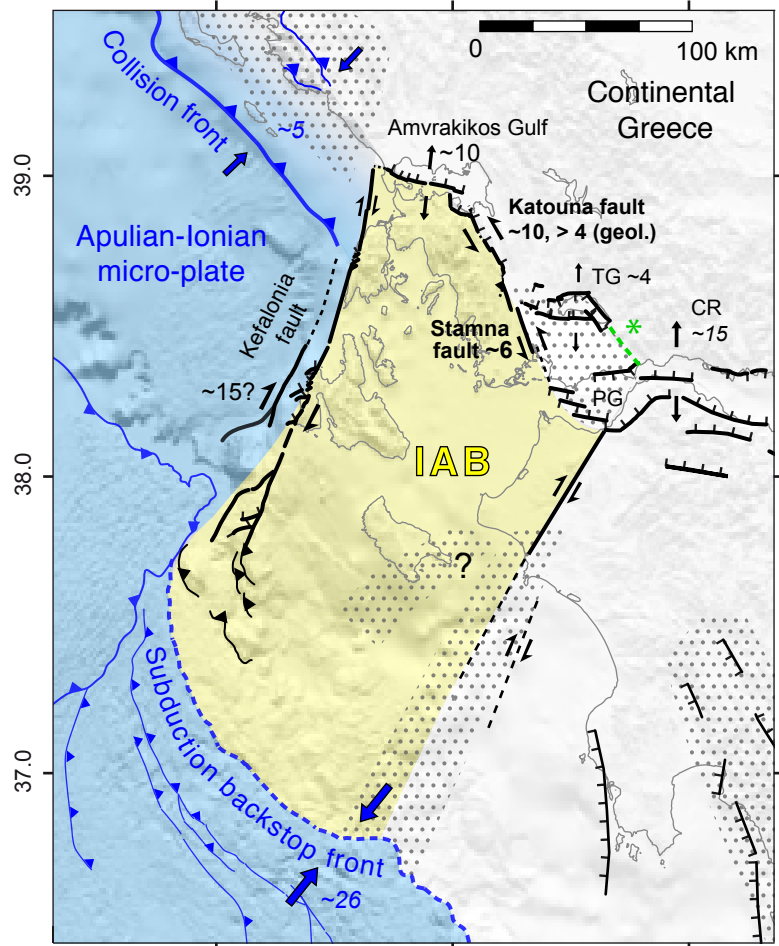 0
100 km
Collision front
~5
Continental
Greece
Amvrakikos Gulf
~10
39.0
Katouna fault
~10, > 4 (geol.)
Apulian-Ionian
micro-plate
TG ~4
CR
~15
*
Kefalonia
fault
Stamna
fault ~6
~15?
PG
IAB
38.0
?
Subduction backstop front
37.0
~26